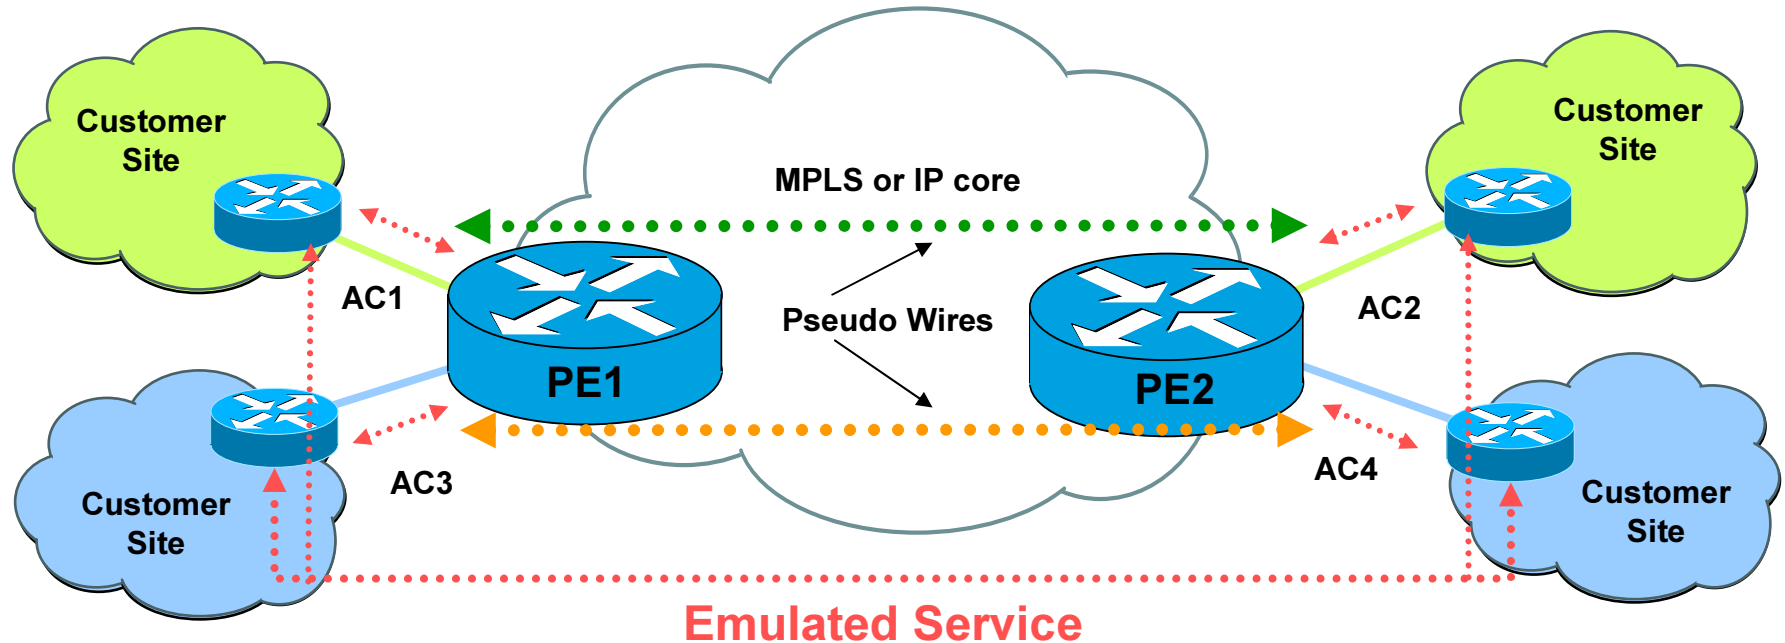 Customer
Site
Customer
Site
MPLS or IP core
AC1
AC2
Pseudo Wires
PE1
PE2
AC3
AC4
Customer
Site
Customer
Site
Emulated Service